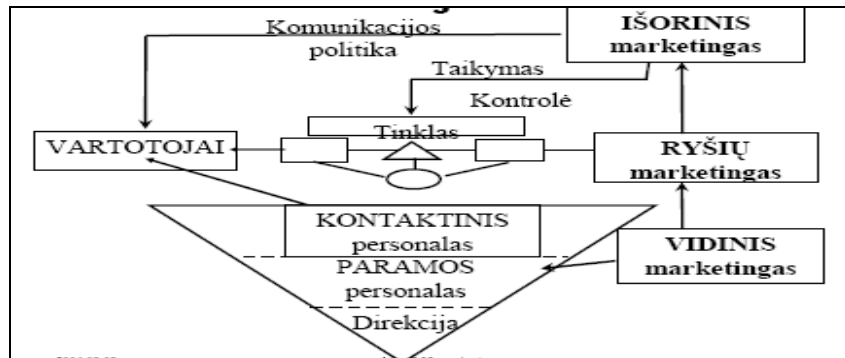 Komunikacijos
politika
IŠORINIS
marketingas
Taikymas
Kontrolė
Tinklas
VARTOTOJAI
RYŠIŲ
marketingas
KONTAKTINIS
personalas
VIDINIS
marketingas
PARAMOS
personalas
Direkcija